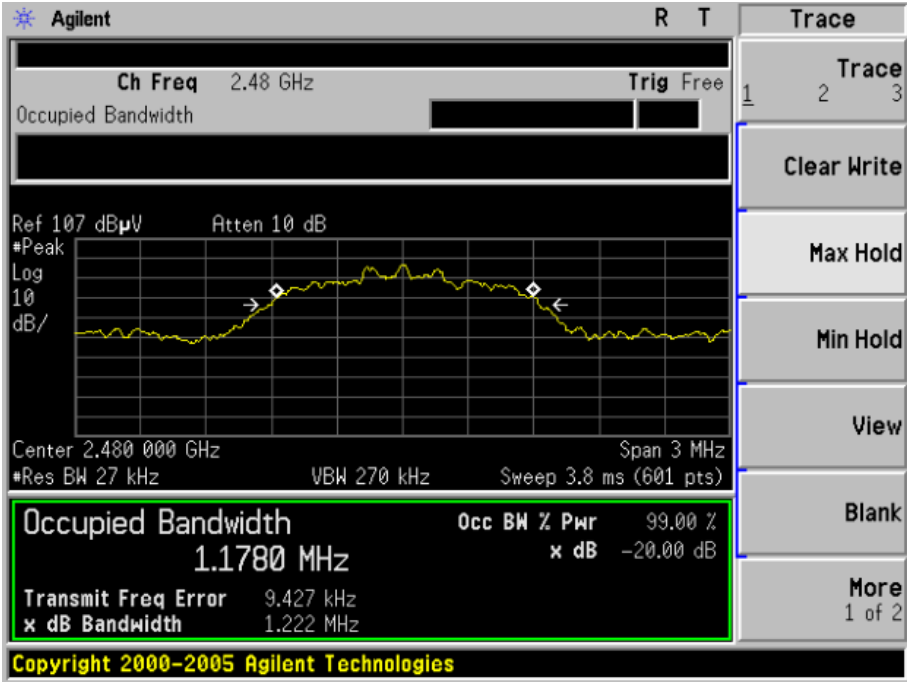 Agilent R T Trace
Ch Freq 2.48 GHz Trig Free
Occupied Bandwidth
Trace
1 2 3
Clear Write
Max Hold
Min Hold
View
Blank
More
1 of 2
Ref 107 dBµV Atten 10 dB
#Peak
Log
10
dB/
Center 2.480 000 GHz Span 3 MHz
#Res BW 27 kHz VBW 270 kHz Sweep 3.8 ms (601 pts)
Occupied Bandwidth Occ BW % Pwr 99.00 %
1.1780 MHz x dB -20.00 dB
Transmit Freq Error 9.427 kHz
x dB Bandwidth 1.222 MHz
Copyright 2000-2005 Agilent Technologies